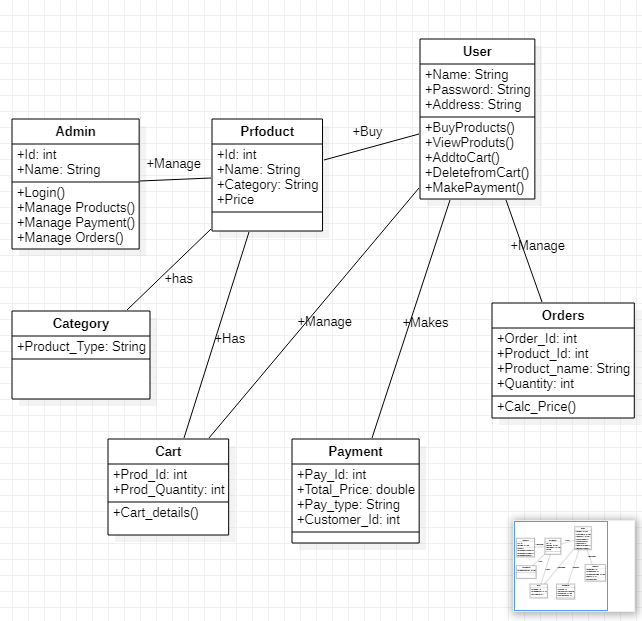 User
+Name: String
+Password: String
+Address: String
+BuyProducts()
+ViewProduts()
+AddtoCart()
+DeletefromCart()
+MakePayment()
Admin
+Id: int
+Name: String
+Login()
+Manage Products()
+Manage Payment()
+Manage Orders()
+Manage
Prfoduct
+Id: int
+Name: String
+Category: String
+Price
+Buy
+Manage
+has
+Has
+Manage
+Makes
Category
+Product_Type: String
Orders
+Order_Id: int
+Product_Id: int
+Product_name: String
+Quantity: int
+Calc_Price()
Cart
+Prod_Id: int
+Prod_Quantity: int
+Cart_details()
Payment
+Pay_Id: int
+Total_Price: double
+Pay_type: String
+Customer_Id: int